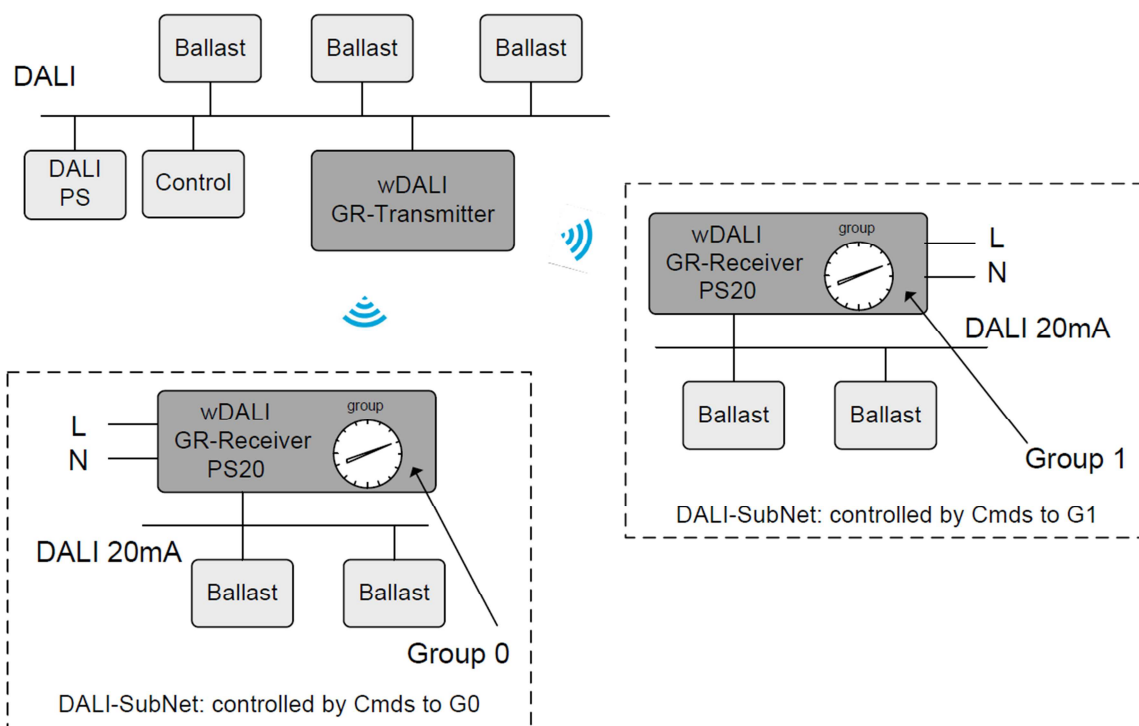 Ballast
Ballast
Ballast
DALI
DALI
PS
Control
wDALI
GR-Transmitter
wDALI
GR-Receiver
PS20
group
L
N
DALI 20mA
Ballast
Ballast
Group 1
DALI-SubNet: controlled by Cmds to G1
wDALI
GR-Receiver
PS20
group
L
N
DALI 20mA
Ballast
Ballast
Group 0
DALI-SubNet: controlled by Cmds to G0